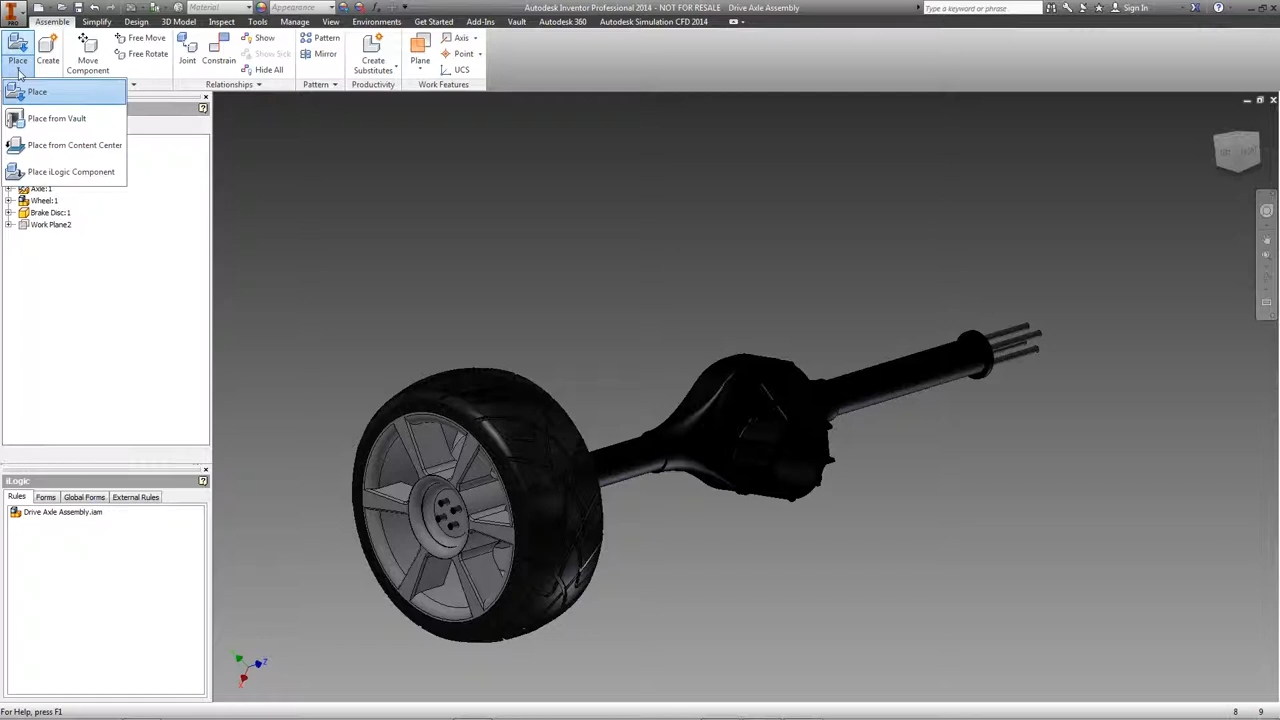 PRO
Material
Appearance
Autodesk Inventor Professional 2014 - NOT FOR RESALE
Drive Axle Assembly
Type a keyword or phrase
Sign In
Assemble
Simplify
Design
3D Model
Inspect
Tools
Manage
View
Environments
Get Started
Add-Ins
Vault
Autodesk 360
Autodesk Simulation CFD 2014
Place
Create
Move
Component
Free Move
Free Rotate
Joint
Constrain
Show
Show Sick
Hide All
Pattern
Mirror
Create
Substitutes
Plane
Axis
Point
UCS
Relationships
Pattern
Productivity
Work Features
Place
Place from Vault
Place from Content Center
Place iLogic Component
Axle:1
Wheel:1
Brake Disc:1
Work Plane2
iLogic
Rules
Forms
Global Forms
External Rules
Drive Axle Assembly.iam
Z
X
For Help, press F1
8
9